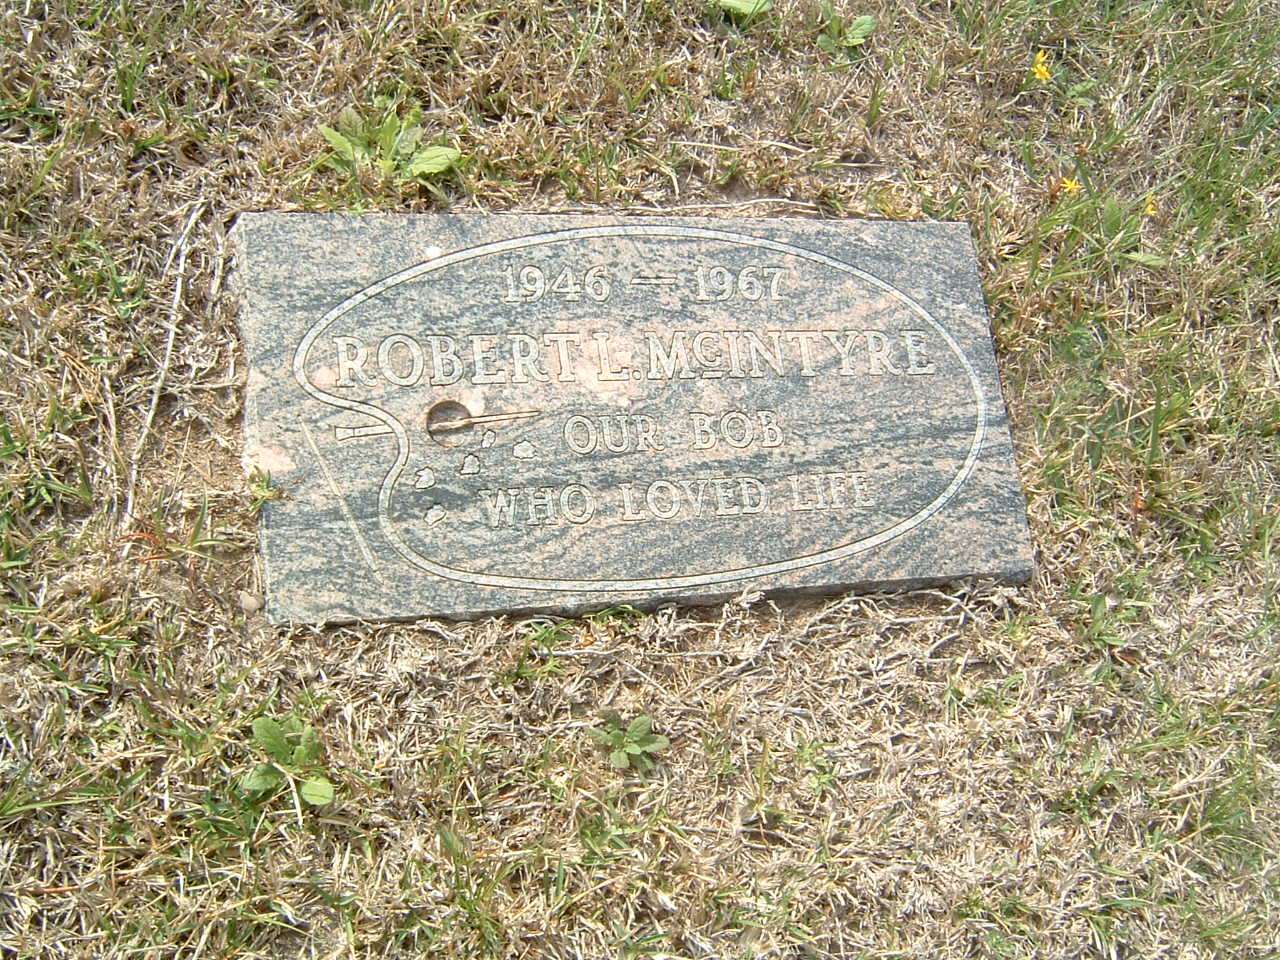 1946 — 1967
ROBERT L. McINTYRE
OUR BOB
WHO LOVED LIFE